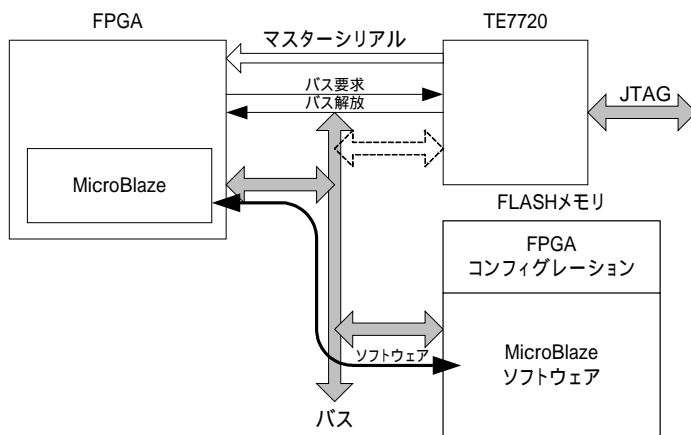 FPGA
TE7720
マスターシリアル
バス要求
バス解放
JTAG
MicroBlaze
FLASHメモリ
FPGA
コンフィグレーション
ソフトウェア
MicroBlaze
ソフトウェア
バス